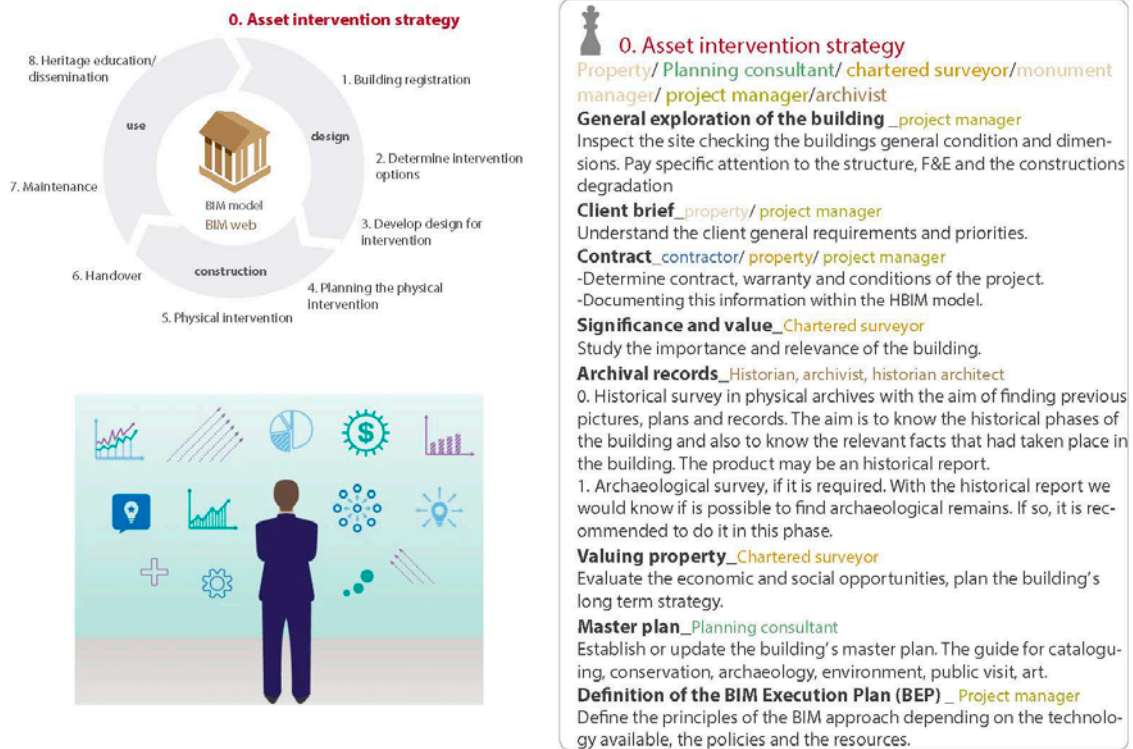 0. Asset intervention strategy
8. Heritage education/
dissemination
1. Building registration
use
design
2. Determine intervention
options
7. Maintenance
BIM model
BIM web
3. Develop design for
intervention
6. Handover
construction
4. Planning the physical
intervention
5. Physical intervention
$
0. Asset intervention strategy
Property/ Planning consultant/ chartered surveyor/monument
manager/ project manager/archivist
General exploration of the building _project manager
Inspect the site checking the buildings general condition and dimen-
sions. Pay specific attention to the structure, F&E and the constructions
degradation
Client brief_property/ project manager
Understand the client general requirements and priorities.
Contract_contractor/ property/ project manager
-Determine contract, warranty and conditions of the project.
-Documenting this information within the HBIM model.
Significance and value_Chartered surveyor
Study the importance and relevance of the building.
Archival records_Historian, archivist, historian architect
0. Historical survey in physical archives with the aim of finding previous
pictures, plans and records. The aim is to know the historical phases of
the building and also to know the relevant facts that had taken place in
the building. The product may be an historical report.
1. Archaeological survey, if it is required. With the historical report we
would know if is possible to find archaeological remains. If so, it is rec-
ommended to do it in this phase.
Valuing property_Chartered surveyor
Evaluate the economic and social opportunities, plan the building's
long term strategy.
Master plan_Planning consultant
Establish or update the building's master plan. The guide for catalogu-
ing, conservation, archaeology, environment, public visit, art.
Definition of the BIM Execution Plan (BEP) _ Project manager
Define the principles of the BIM approach depending on the technolo-
gy available, the policies and the resources.